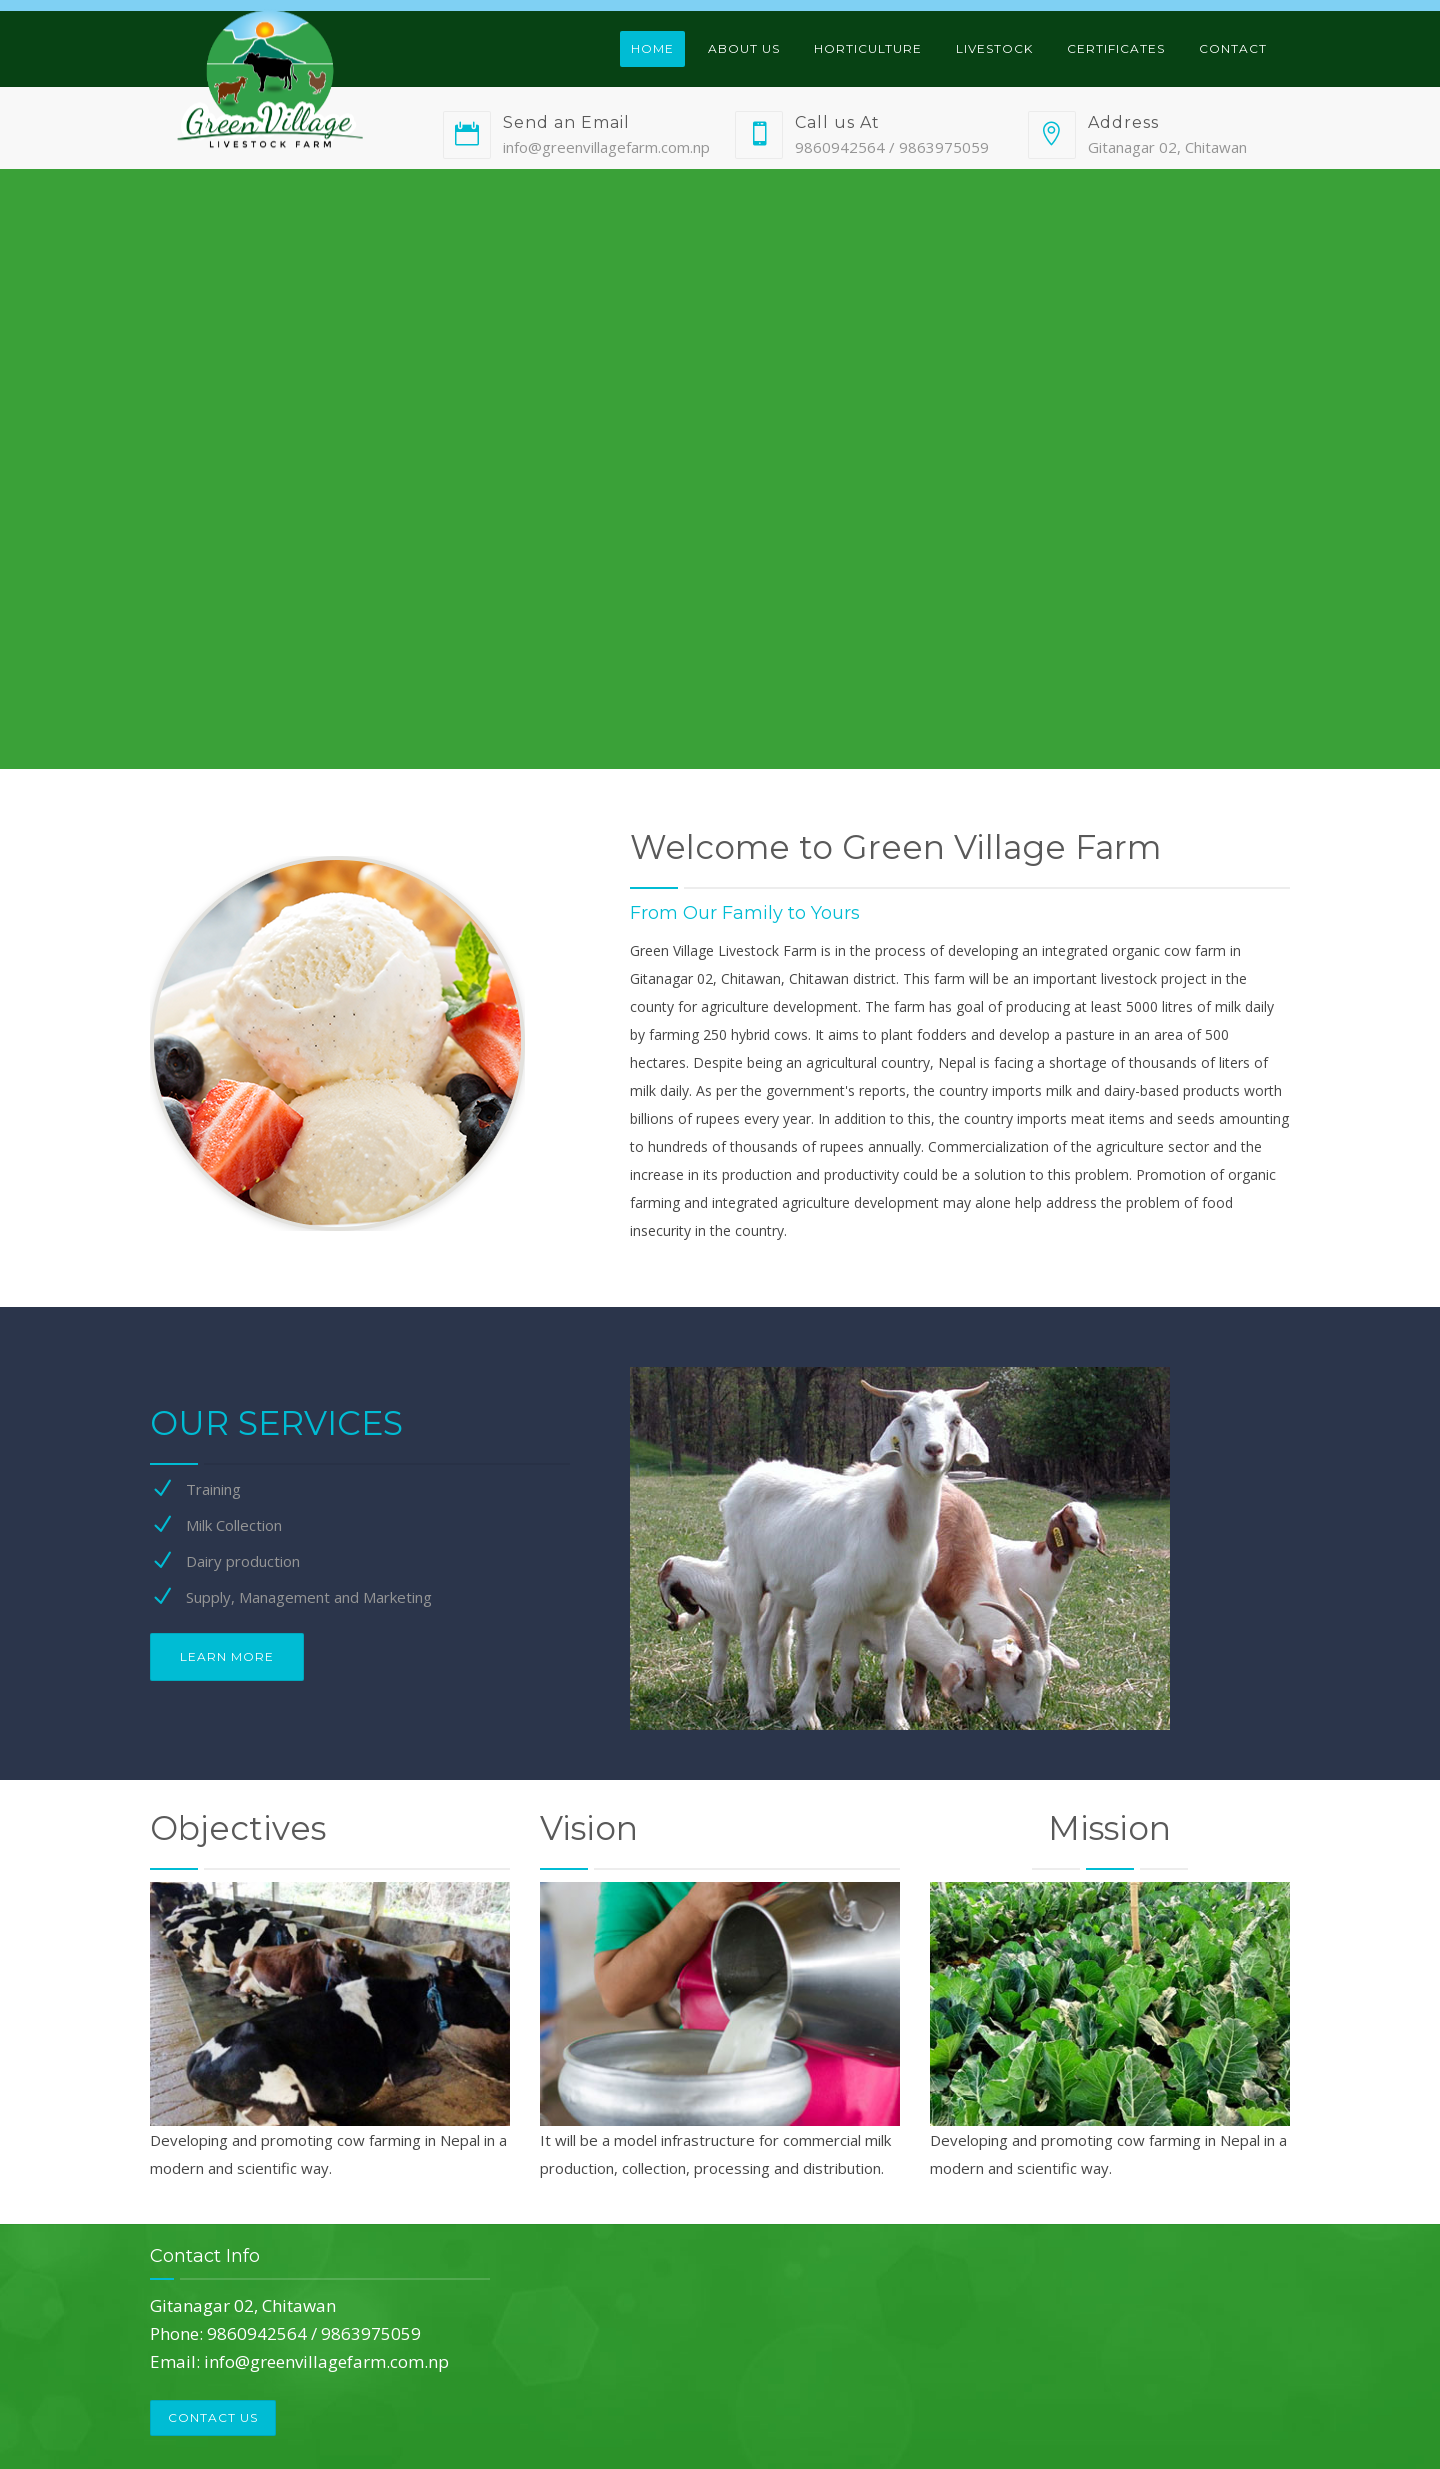 HOME
ABOUT US
HORTICULTURE
LIVESTOCK
CERTIFICATES
CONTACT
Green Village
LIVESTOCK FARM
Send an Email
info@greenvillagefarm.com.np
Call us At
9860942564 / 9863975059
Address
Gitanagar 02, Chitawan
Welcome to Green Village Farm
From Our Family to Yours
Green Village Livestock Farm is in the process of developing an integrated organic cow farm in
Gitanagar 02, Chitawan, Chitawan district. This farm will be an important livestock project in the
county for agriculture development. The farm has goal of producing at least 5000 litres of milk daily
by farming 250 hybrid cows. It aims to plant fodders and develop a pasture in an area of 500
hectares. Despite being an agricultural country, Nepal is facing a shortage of thousands of liters of
milk daily. As per the government's reports, the country imports milk and dairy-based products worth
billions of rupees every year. In addition to this, the country imports meat items and seeds amounting
to hundreds of thousands of rupees annually. Commercialization of the agriculture sector and the
increase in its production and productivity could be a solution to this problem. Promotion of organic
farming and integrated agriculture development may alone help address the problem of food
insecurity in the country.
OUR SERVICES
Training
Milk Collection
Dairy production
Supply, Management and Marketing
LEARN MORE
Objectives
Developing and promoting cow farming in Nepal in a
modern and scientific way.
Vision
It will be a model infrastructure for commercial milk
production, collection, processing and distribution.
Mission
Developing and promoting cow farming in Nepal in a
modern and scientific way.
Contact Info
Gitanagar 02, Chitawan
Phone: 9860942564 / 9863975059
Email: info@greenvillagefarm.com.np
CONTACT US